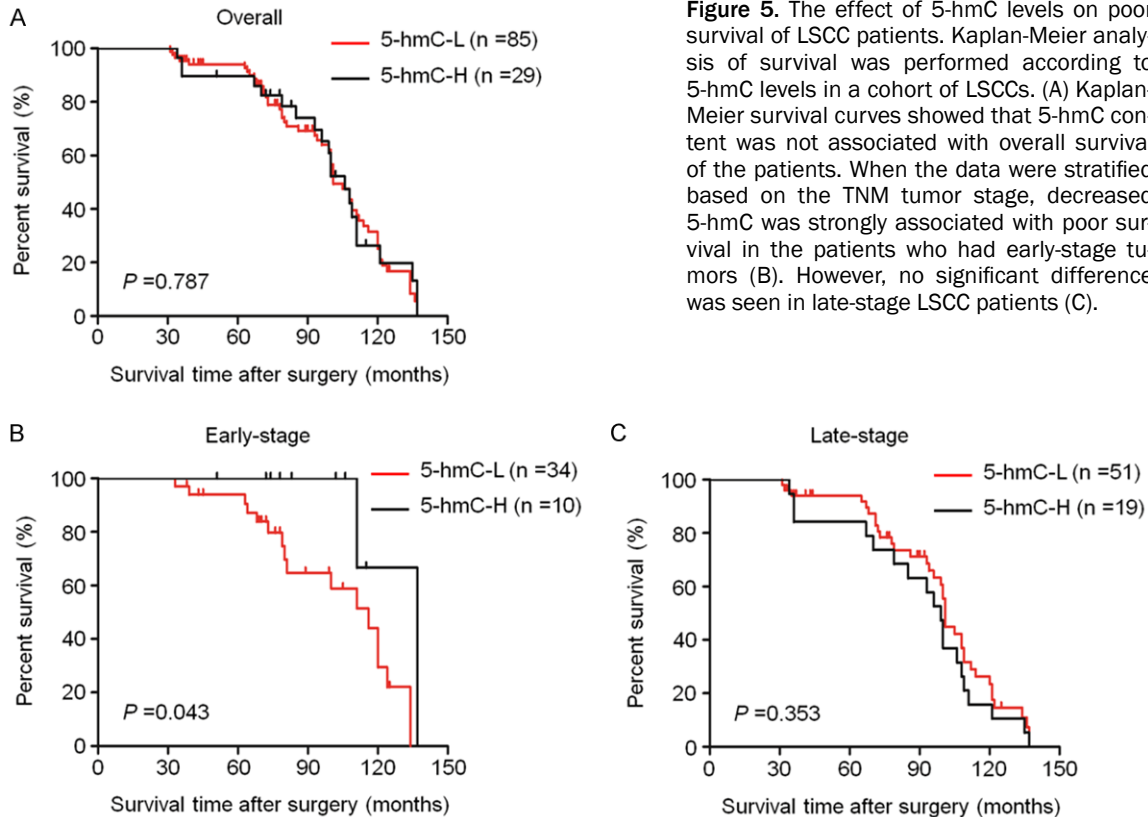 A
Overall
5-hmC-L (n =85)
5-hmC-H (n =29)
Percent survival (%)
100
80
60
40
20
0
P =0.787
0 30 60 90 120 150
Survival time after surgery (months)
Figure 5. The effect of 5-hmC levels on poor
survival of LSCC patients. Kaplan-Meier analy-
sis of survival was performed according to
5-hmC levels in a cohort of LSCCs. (A) Kaplan-
Meier survival curves showed that 5-hmC con-
tent was not associated with overall survival
of the patients. When the data were stratified
based on the TNM tumor stage, decreased
5-hmC was strongly associated with poor sur-
vival in the patients who had early-stage tu-
mors (B). However, no significant difference
was seen in late-stage LSCC patients (C).
B
Early-stage
5-hmC-L (n =34)
5-hmC-H (n =10)
Percent survival (%)
100
80
60
40
20
0
P =0.043
0 30 60 90 120 150
Survival time after surgery (months)
C
Late-stage
5-hmC-L (n =51)
5-hmC-H (n =19)
Percent survival (%)
100
80
60
40
20
0
P =0.353
0 30 60 90 120 150
Survival time after surgery (months)